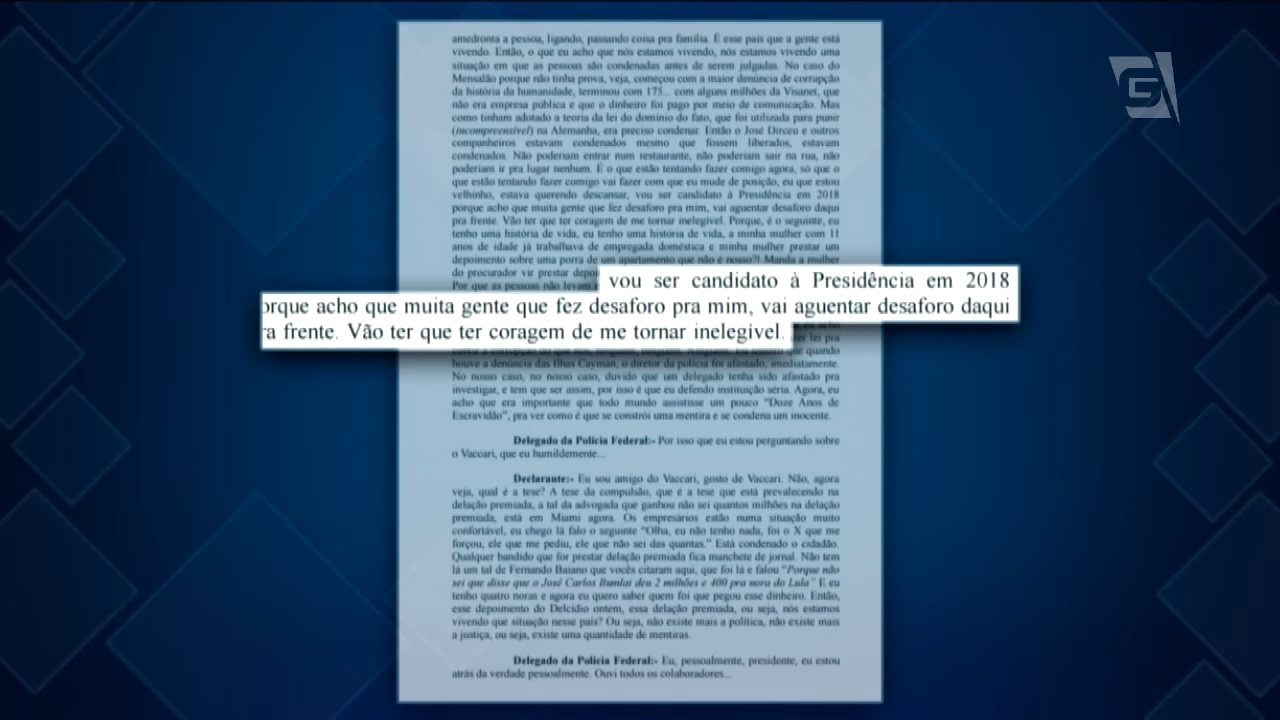 amedronta a pessoa, ligando, passando coisa pra família. É esse país que a gente está
vivendo. Então, o que eu acho que nós estamos vivendo, nós estamos vivendo uma
situação em que as pessoas são condenadas antes de serem julgadas. No caso do
Mensalão porque não tinha prova, veja, começou com a maior denúncia de corrupção
da história da humanidade, terminou com 175... com alguns milhões da Visanet, que
não era empresa pública e que o dinheiro foi pago por meio de comunicação. Mas
como tinham adotado a teoria da lei do domínio do fato, que foi utilizada para punir
(incompreensível) na Alemanha, era preciso condenar. Então o José Dirceu e outros
companheiros estavam condenados mesmo que fossem liberados, estavam
condenados. Não poderiam entrar num restaurante, não poderiam sair na rua, não
poderiam ir pra lugar nenhum. É o que estão tentando fazer comigo agora, só que o
que estão tentando fazer comigo vai fazer com que eu mude de posição, eu que estou
velhinho, estava querendo descansar, vou ser candidato à Presidência em 2018
porque acho que muita gente que fez desaforo pra mim, vai aguentar desaforo daqui
pra frente. Vão ter que ter coragem de me tornar inelegível. Porque, é o seguinte, eu
tenho uma história de vida, eu tenho uma história de vida, a minha mulher com 11
anos de idade já trabalhava de empregada doméstica e minha mulher prestar um
depoimento sobre uma porra de um apartamento que não é nosso?! Manda a mulher
do procurador vir prestar depoi
Por que as pessoas não levam
vou ser candidato à Presidência em 2018
orque acho que muita gente que fez desaforo pra mim, vai aguentar desaforo daqui
ra frente. Vão ter que ter coragem de me tornar inelegível.
lei pra
que quando
houve a denúncia das Ilhas Cayman, o diretor da polícia foi afastado, imediatamente.
No nosso caso, no nosso caso, duvido que um delegado tenha sido afastado pra
investigar, e tem que ser assim, por isso é que eu defendo instituição séria. Agora, eu
acho que era importante que todo mundo assistisse um pouco "Doze Anos de
Escravidão", pra ver como é que se constrói uma mentira e se condena um inocente.
Delegado da Polícia Federal:- Por isso que eu estou perguntando sobre
o Vaccari, que eu humildemente...
Declarante:- Eu sou amigo do Vaccari, gosto de Vaccari. Não, agora
veja, qual é a tese? A tese da compulsão, que é a tese que está prevalecendo na
delação premiada, a tal da advogada que ganhou não sei quantos milhões na delação
premiada, está em Miami agora. Os empresários estão numa situação muito
confortável, eu chego lá falo o seguinte "Olha, eu não tenho nada, foi o X que me
forçou, ele que me pediu, ele que não sei das quantas." Está condenado o cidadão.
Qualquer bandido que for prestar delação premiada fica manchete de jornal. Não tem
lá um tal de Fernando Baiano que vocês citaram aqui, que foi lá e falou "Porque não
sei que disse que o José Carlos Bumlai deu 2 milhões e 400 pra nora do Lula" E eu
tenho quatro noras e agora eu quero saber quem foi que pegou esse dinheiro. Então,
esse depoimento do Delcídio ontem, essa delação premiada, ou seja, nós estamos
vivendo que situação nesse país? Ou seja, não existe mais a política, não existe mais
a justiça, ou seja, existe uma quantidade de mentiras.
Delegado da Polícia Federal:- Eu, pessoalmente, presidente, eu estou
atrás da verdade pessoalmente. Ouvi todos os colaboradores...